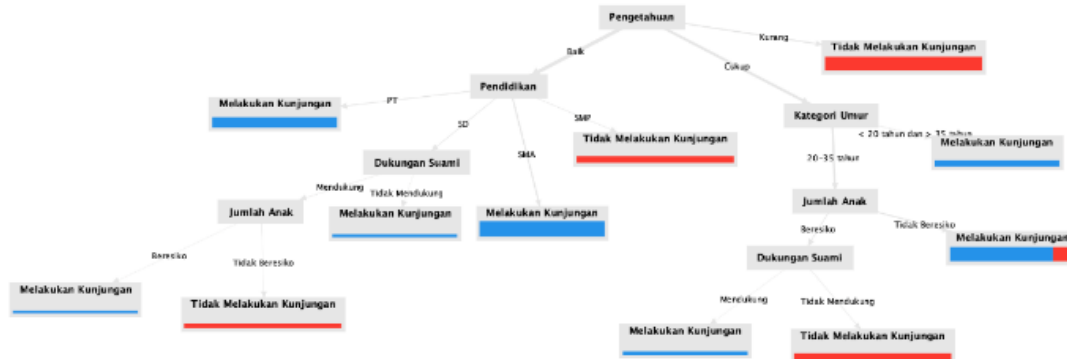 Pengetahuan
Kurang
Tidak Melakukan Kunjungan
Baik
Cukup
Pendidikan
PT
Melakukan Kunjungan
SD
SMA
SMP
Tidak Melakukan Kunjungan
Kategori Umur
< 20 tahun dan > 35 tahun
Melakukan Kunjungan
20-35 tahun
Dukungan Suami
Mendukung
Tidak Mendukung
Jumlah Anak
Melakukan Kunjungan
Melakukan Kunjungan
Jumlah Anak
Beresiko
Tidak Beresiko
Melakukan Kunjungan
Beresiko
Tidak Beresiko
Dukungan Suami
Melakukan Kunjungan
Tidak Melakukan Kunjungan
Mendukung
Tidak Mendukung
Melakukan Kunjungan
Tidak Melakukan Kunjungan